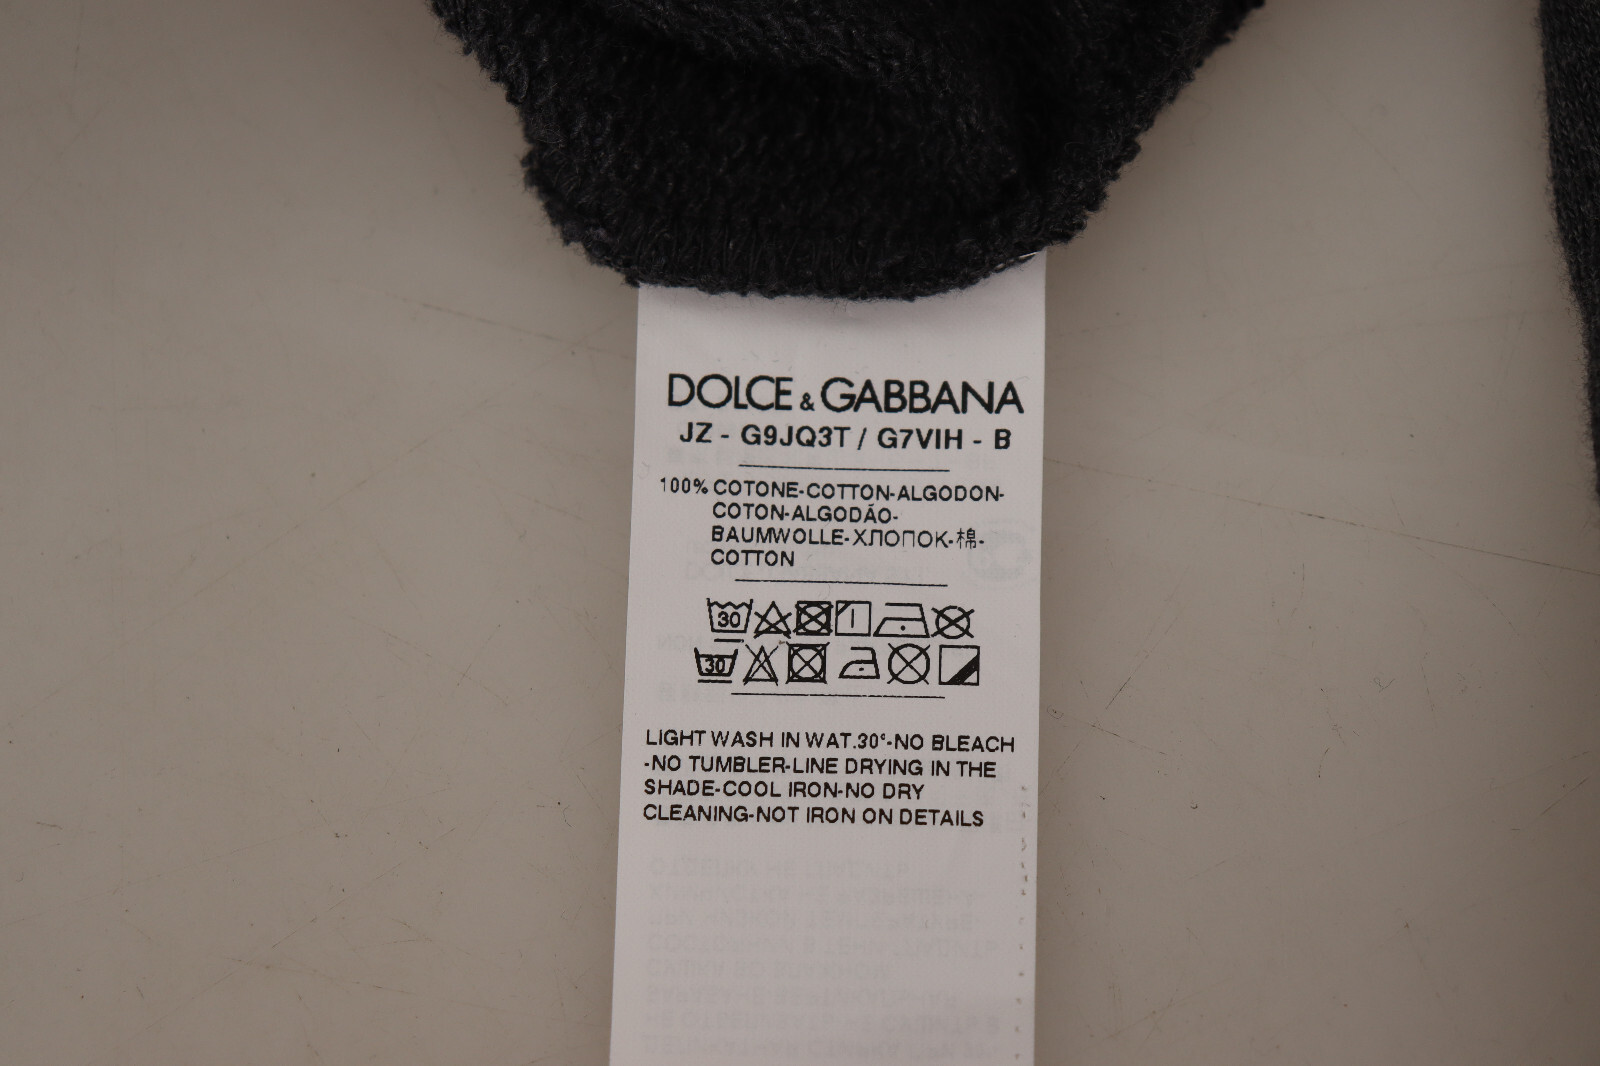 DOLCE & GABBANA
JZ - G9JQ3T / G7VIH - B
100% COTONE-COTTON-ALGODON-
COTON-ALGODÃO-
BAUMWOLLE-ХЛОПОК-棉-
COTTON
30
30
LIGHT WASH IN WAT.30°-NO BLEACH
-NO TUMBLER-LINE DRYING IN THE
SHADE-COOL IRON-NO DRY
CLEANING-NOT IRON ON DETAILS